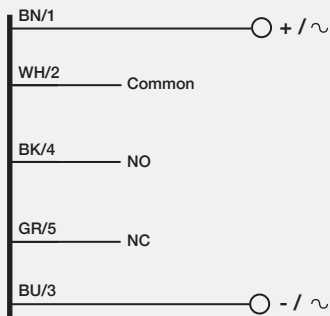 BN/1 + / ∿
WH/2 Common
BK/4 NO
GR/5 NC
BU/3 - / ∿